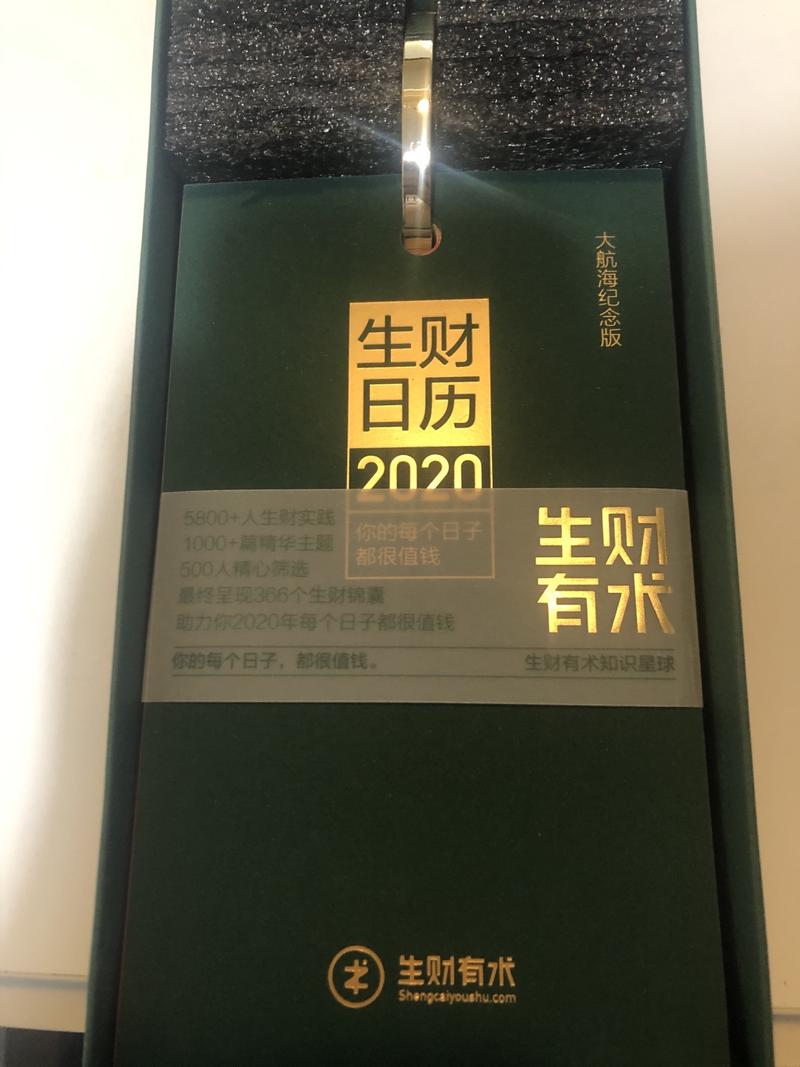 大航海纪念版
生财
日历
2020
你的每个日子
都很值钱
5800+人生财实践
1000+篇精华主题
500人精心筛选
最终呈现366个生财锦囊
助力你2020年每个日子都很值钱
生财
有术
你的每个日子，都很值钱。
生财有术知识星球
生财有术
Shengcaiyoushu.com